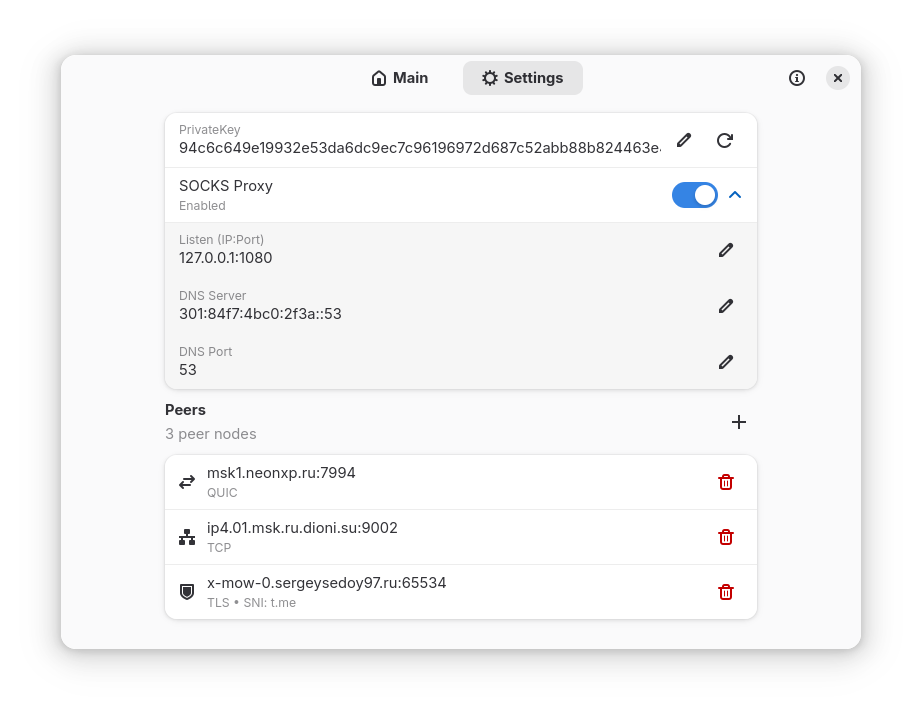 Main
Settings
PrivateKey
94c6c649e19932e53da6dc9ec7c96196972d687c52abb88b824463e
SOCKS Proxy
Enabled
Listen (IP:Port)
127.0.0.1:1080
DNS Server
301:84f7:4bc0:2f3a::53
DNS Port
53
Peers
3 peer nodes
msk1.neonxp.ru:7994
QUIC
ip4.01.msk.ru.dioni.su:9002
TCP
x-mow-0.sergeysedoy97.ru:65534
TLS • SNI: t.me